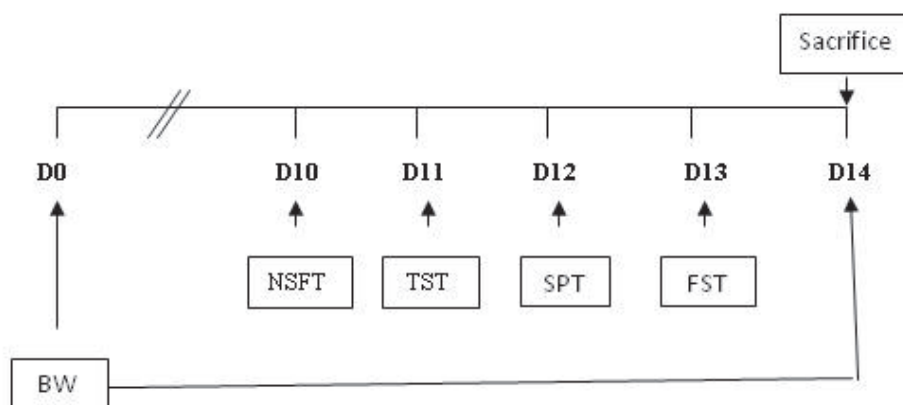 Sacrifice
D0 D10 D11 D12 D13 D14
NSFT TST SPT FST
BW